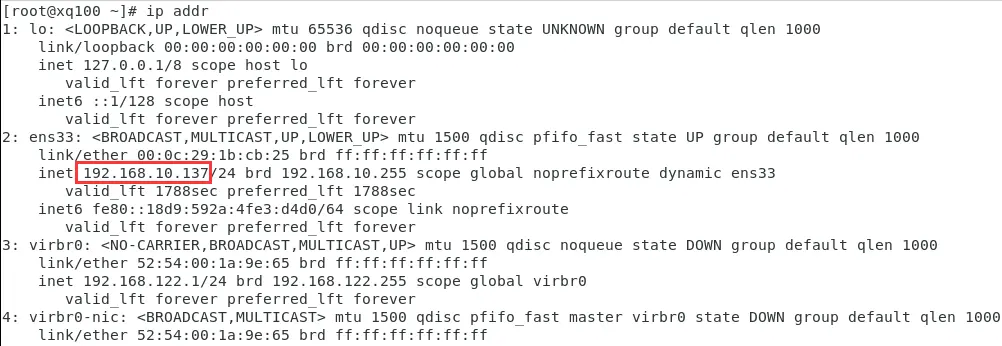 [root@xq100 ~]# ip addr
1: lo: <LOOPBACK,UP,LOWER_UP> mtu 65536 qdisc noqueue state UNKNOWN group default qlen 1000
    link/loopback 00:00:00:00:00:00 brd 00:00:00:00:00:00
    inet 127.0.0.1/8 scope host lo
       valid_lft forever preferred_lft forever
    inet6 ::1/128 scope host
       valid_lft forever preferred_lft forever
2: ens33: <BROADCAST,MULTICAST,UP,LOWER_UP> mtu 1500 qdisc pfifo_fast state UP group default qlen 1000
    link/ether 00:0c:29:1b:cb:25 brd ff:ff:ff:ff:ff:ff
    inet 192.168.10.137/24 brd 192.168.10.255 scope global noprefixroute dynamic ens33
       valid_lft 1788sec preferred_lft 1788sec
    inet6 fe80::18d9:592a:4fe3:d4d0/64 scope link noprefixroute
       valid_lft forever preferred_lft forever
3: virbr0: <NO-CARRIER,BROADCAST,MULTICAST,UP> mtu 1500 qdisc noqueue state DOWN group default qlen 1000
    link/ether 52:54:00:1a:9e:65 brd ff:ff:ff:ff:ff:ff
    inet 192.168.122.1/24 brd 192.168.122.255 scope global virbr0
       valid_lft forever preferred_lft forever
4: virbr0-nic: <BROADCAST,MULTICAST> mtu 1500 qdisc pfifo_fast master virbr0 state DOWN group default qlen 1000
    link/ether 52:54:00:1a:9e:65 brd ff:ff:ff:ff:ff:ff